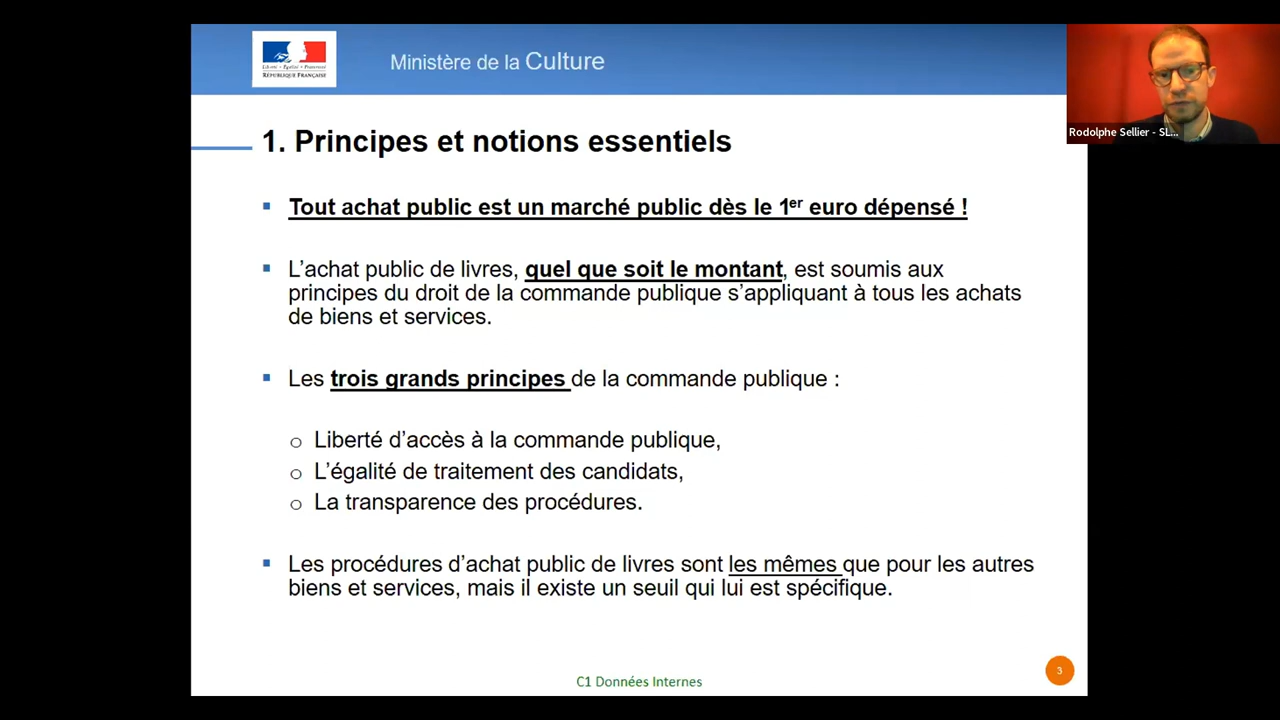 Liberté • Égalité • Fraternité
RÉPUBLIQUE FRANÇAISE
Ministère de la Culture
Rodolphe Sellier - SL...
1. Principes et notions essentiels
Tout achat public est un marché public dès le 1er euro dépensé !
L’achat public de livres, quel que soit le montant, est soumis aux
principes du droit de la commande publique s’appliquant à tous les achats
de biens et services.
Les trois grands principes de la commande publique :
Liberté d’accès à la commande publique,
L’égalité de traitement des candidats,
La transparence des procédures.
Les procédures d’achat public de livres sont les mêmes que pour les autres
biens et services, mais il existe un seuil qui lui est spécifique.
C1 Données Internes
3